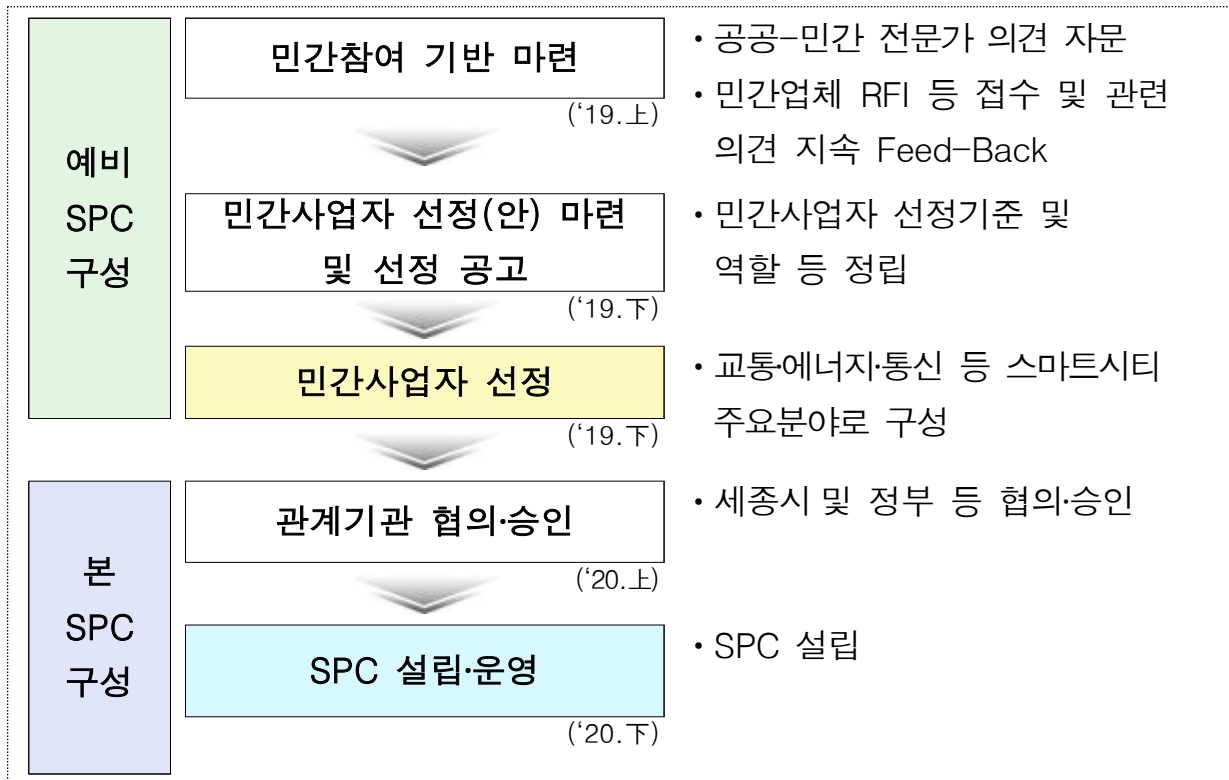 예비
SPC
구성
민간참여 기반 마련
(‘19.上)
• 공공-민간 전문가 의견 자문
• 민간업체 RFI 등 접수 및 관련
의견 지속 Feed-Back
민간사업자 선정(안) 마련
및 선정 공고
(‘19.下)
• 민간사업자 선정기준 및
역할 등 정립
민간사업자 선정
(‘19.下)
• 교통·에너지·통신 등 스마트시티
주요분야로 구성
본
SPC
구성
관계기관 협의·승인
(‘20.上)
• 세종시 및 정부 등 협의·승인
SPC 설립·운영
(‘20.下)
• SPC 설립